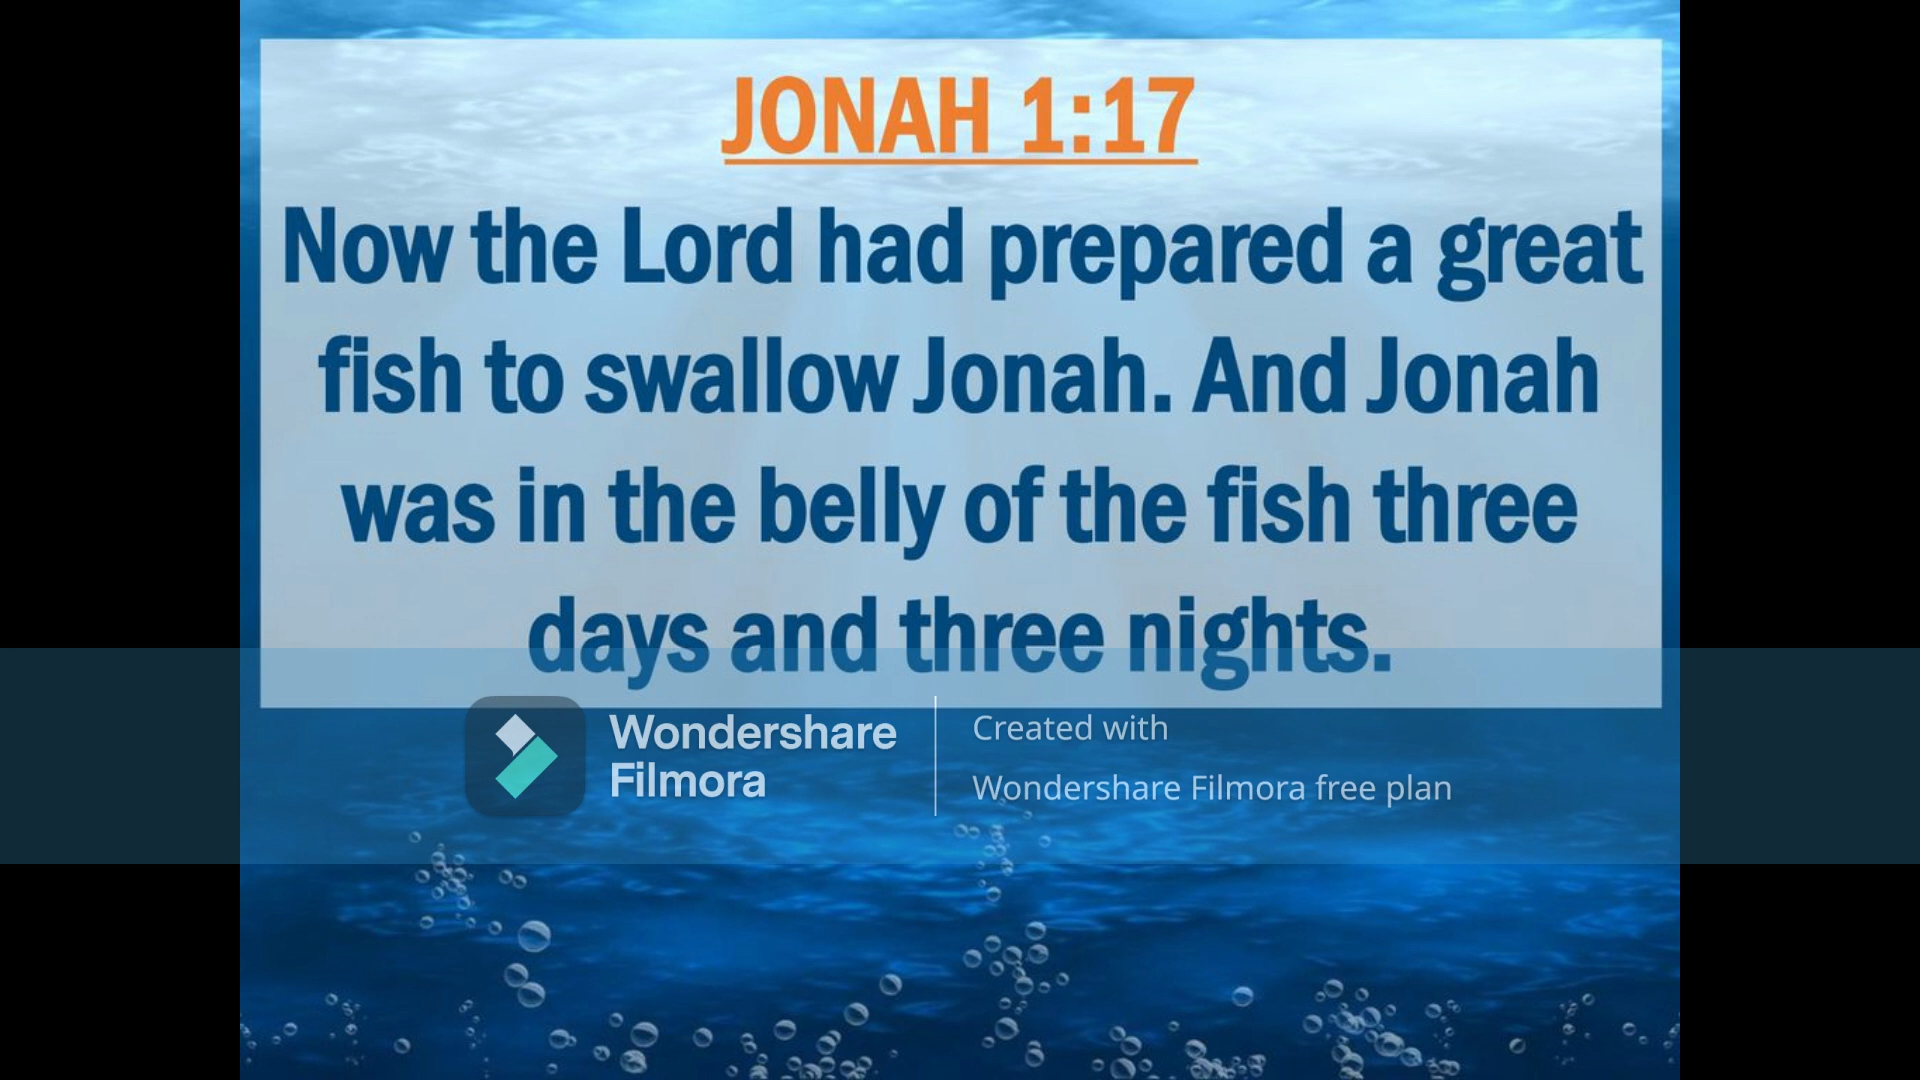 JONAH 1:17
Now the Lord had prepared a great
fish to swallow Jonah. And Jonah
was in the belly of the fish three
days and three nights.
Wondershare
Filmora
Created with
Wondershare Filmora free plan